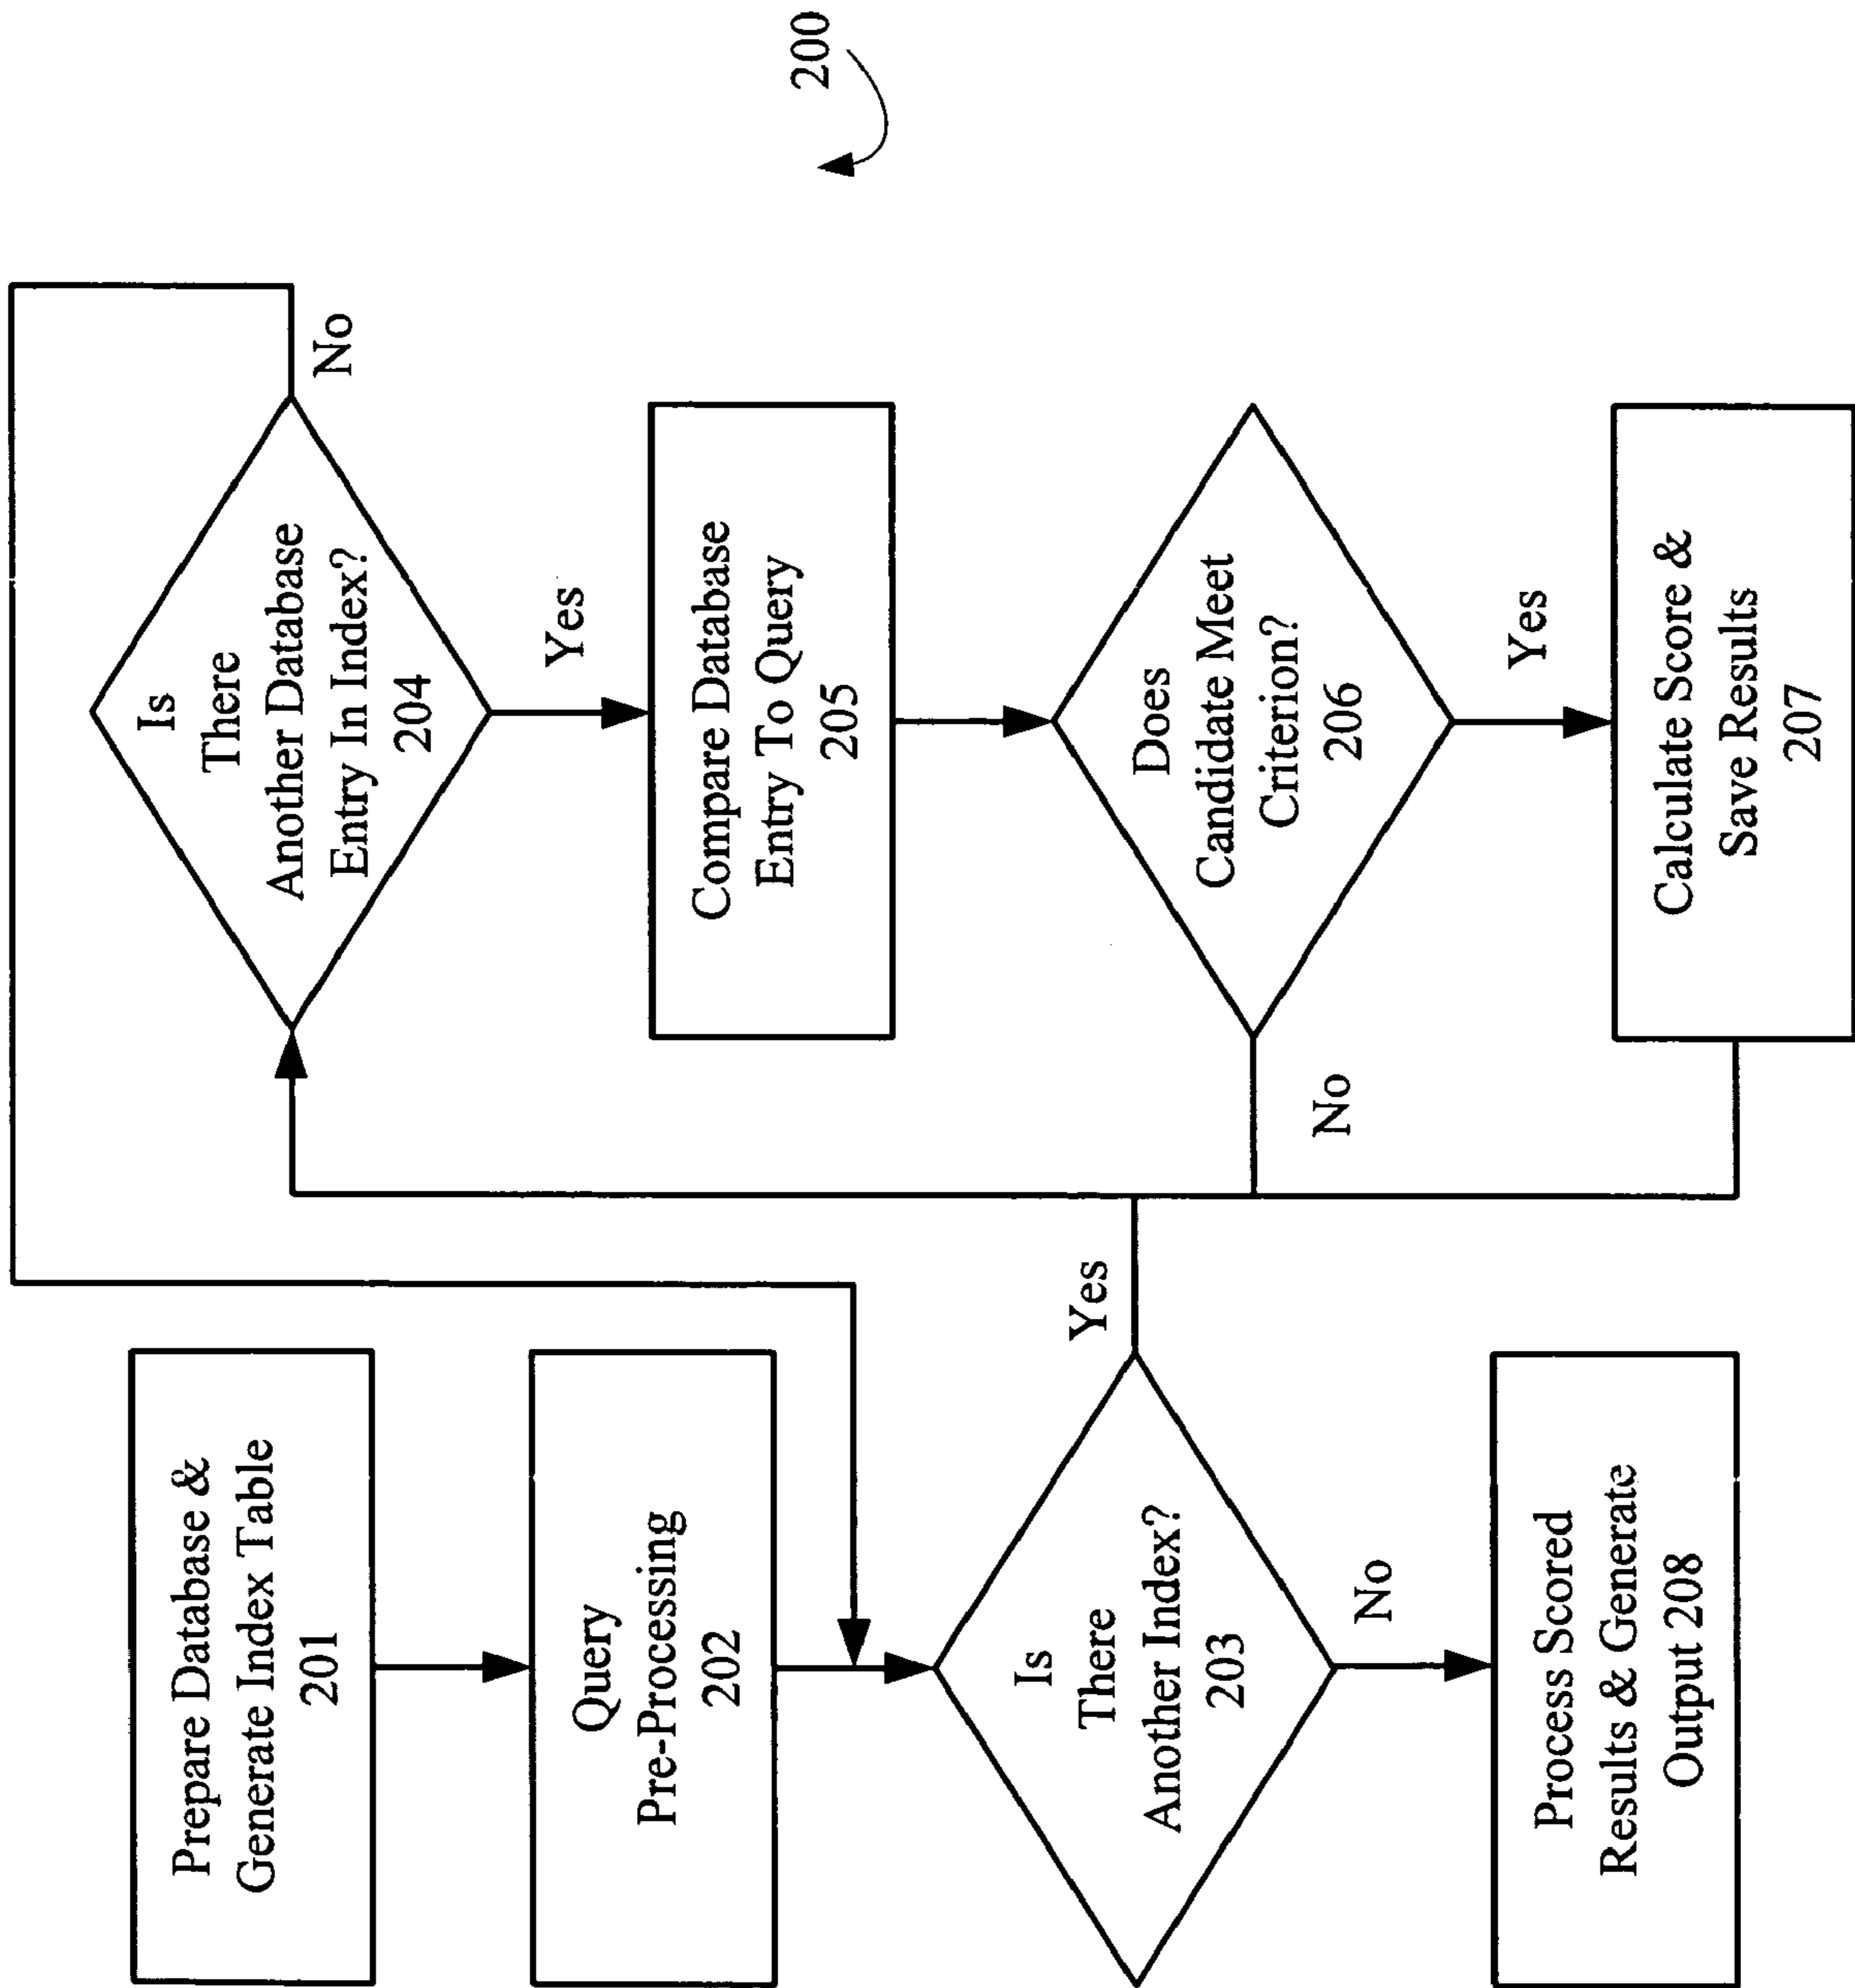 Prepare Database &
Generate Index Table
201
Query
Pre-Processing
202
Is
There
Another Index?
203
Yes
No
Process Scored
Results & Generate
Output 208
Is
There
Another Database
Entry In Index?
204
No
Yes
Compare Database
Entry To Query
205
Does
Candidate Meet
Criterion?
206
No
Yes
Calculate Score &
Save Results
207
200